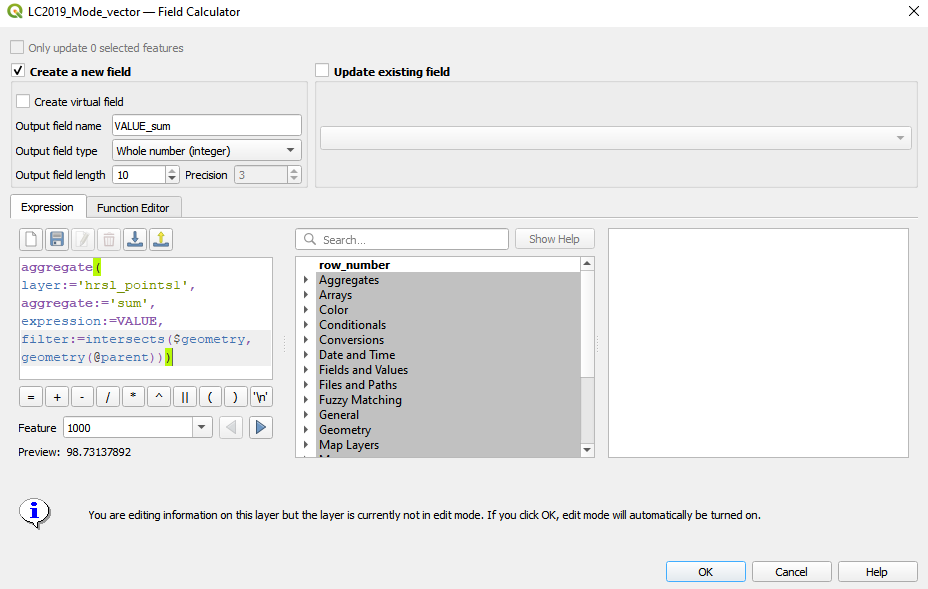 LC2019_Mode_vector — Field Calculator
Only update 0 selected features
Create a new field
Update existing field
Create virtual field
Output field name VALUE_sum
Output field type Whole number (integer)
Output field length 10 Precision 3
Expression Function Editor
Search... Show Help
aggregate(
layer:='hrsl_pointsl',
aggregate:='sum',
expression:=VALUE,
filter:=intersects($geometry,
geometry(@parent)))
= + - / * ^ || ( ) '\n'
Feature 1000
Preview: 98.73137892
row_number
Aggregates
Arrays
Color
Conditionals
Conversions
Date and Time
Fields and Values
Files and Paths
Fuzzy Matching
General
Geometry
Map Layers
You are editing information on this layer but the layer is currently not in edit mode. If you click OK, edit mode will automatically be turned on.
OK Cancel Help